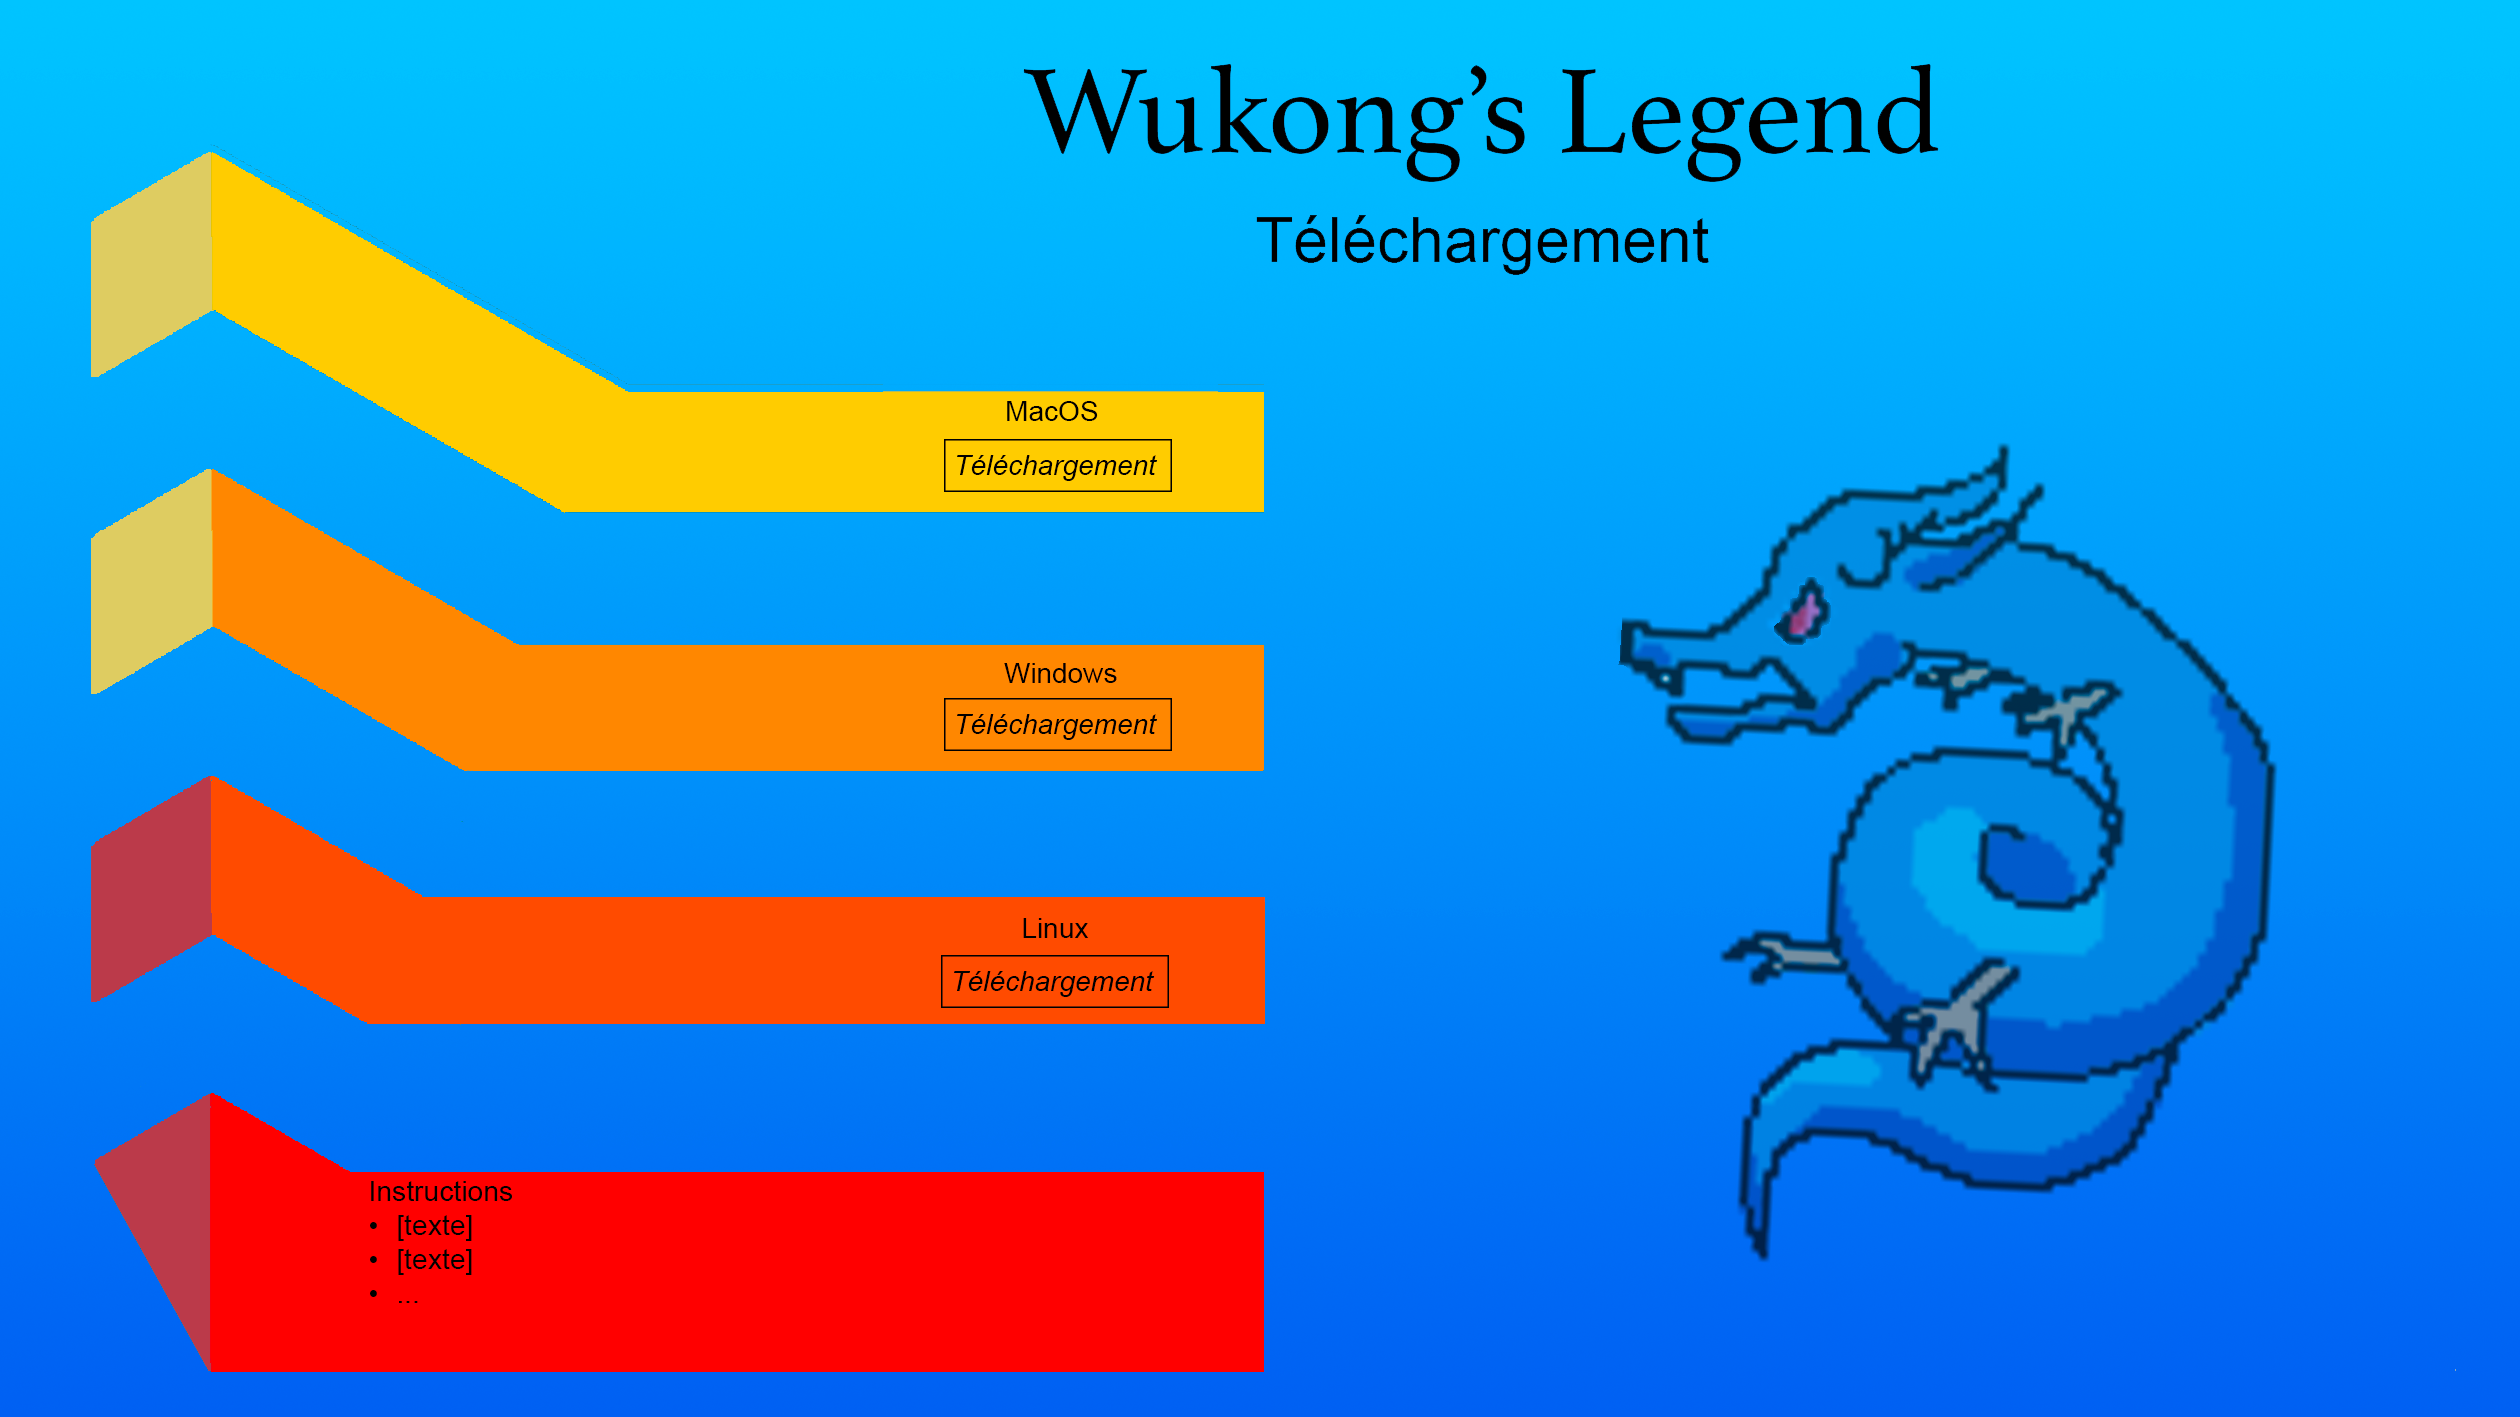 Wukong’s Legend
Téléchargement
MacOS
Téléchargement
Windows
Téléchargement
Linux
Téléchargement
Instructions
• [texte]
• [texte]
• ...